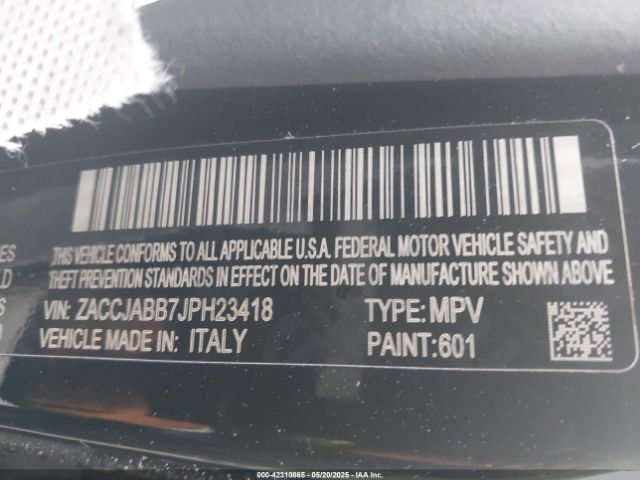 THIS VEHICLE CONFORMS TO ALL APPLICABLE U.S.A. FEDERAL MOTOR VEHICLE SAFETY AND
THEFT PREVENTION STANDARDS IN EFFECT ON THE DATE OF MANUFACTURE SHOWN ABOVE
VIN: ZACCJABB7JPH23418 TYPE: MPV
VEHICLE MADE IN: ITALY PAINT:601
000-42310865 - 05/20/2025 - IAA Inc.